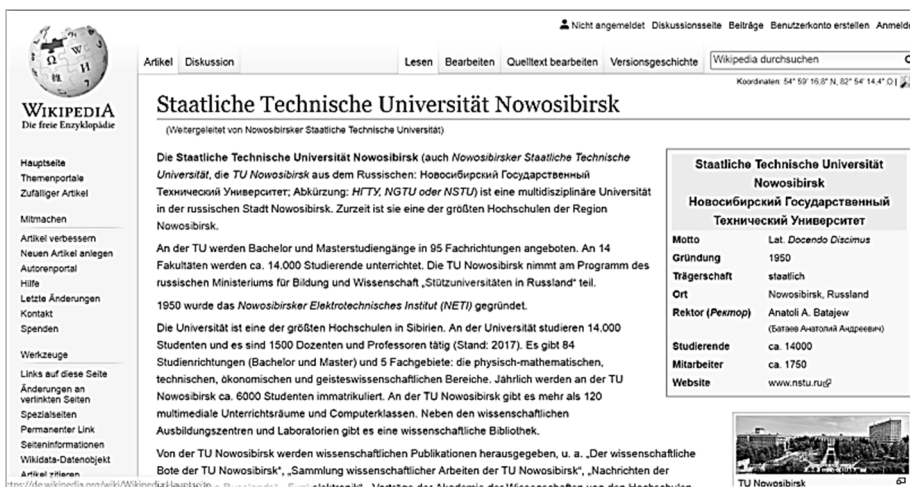 Nicht angemeldet Diskussionsseite Beiträge Benutzerkonto erstellen
Artikel Diskussion Lesen Bearbeiten Quelltext bearbeiten Versionsgeschichte Wikipedia durchsuchen
Koordinaten: 54° 59′ 16,8″ N, 82° 54′ 14,4″ O
WIKIPEDIA
Die freie Enzyklopädie
Hauptseite
Themenportale
Zufälliger Artikel
Mitmachen
Artikel verbessern
Neuen Artikel anlegen
Autorenportal
Hilfe
Letzte Änderungen
Kontakt
Spenden
Werkzeuge
Links auf diese Seite
Änderungen an
verlinkten Seiten
Spezialseiten
Permanenter Link
Seiteninformationen
Wikidata-Datenobjekt
Artikel zitieren
Staatliche Technische Universität Nowosibirsk
(Weitergeleitet von Nowosibirsker Staatliche Technische Universität)
Die Staatliche Technische Universität Nowosibirsk (auch Nowosibirsker Staatliche Technische
Universität, die TU Nowosibirsk aus dem Russischen: Новосибирский Государственный
Технический Университет; Abkürzung: НГТУ, NGTU oder NSTU) ist eine multidisziplinäre Universität
in der russischen Stadt Nowosibirsk. Zurzeit ist sie eine der größten Hochschulen der Region
Nowosibirsk.
An der TU werden Bachelor und Masterstudiengänge in 95 Fachrichtungen angeboten. An 14
Fakultäten werden ca. 14.000 Studierende unterrichtet. Die TU Nowosibirsk nimmt am Programm des
russischen Ministeriums für Bildung und Wissenschaft „Stützuniversitäten in Russland" teil.
1950 wurde das Nowosibirsker Elektrotechnisches Institut (NETI) gegründet.
Die Universität ist eine der größten Hochschulen in Sibirien. An der Universität studieren 14.000
Studenten und es sind 1500 Dozenten und Professoren tätig (Stand: 2017). Es gibt 84
Studienrichtungen (Bachelor und Master) und 5 Fachgebiete: die physisch-mathematischen,
technischen, ökonomischen und geisteswissenschaftlichen Bereiche. Jährlich werden an der TU
Nowosibirsk ca. 6000 Studenten immatrikuliert. An der TU Nowosibirsk gibt es mehr als 120
multimediale Unterrichtsräume und Computerklassen. Neben den wissenschaftlichen
Ausbildungszentren und Laboratorien gibt es eine wissenschaftliche Bibliothek.
Von der TU Nowosibirsk werden wissenschaftlichen Publikationen herausgegeben, u. a. „Der wissenschaftliche
Bote der TU Nowosibirsk", „Sammlung wissenschaftlicher Arbeiten der TU Nowosibirsk", „Nachrichten der
Staatliche Technische Universität
Nowosibirsk
Новосибирский Государственный
Технический Университет
Motto Lat. Docendo Discimus
Gründung 1950
Trägerschaft staatlich
Ort Nowosibirsk, Russland
Rektor (Ректор) Anatoli A. Batajew
(Батаев Анатолий Андреевич)
Studierende ca. 14000
Mitarbeiter ca. 1750
Website www.nstu.ru
TU Nowosibirsk